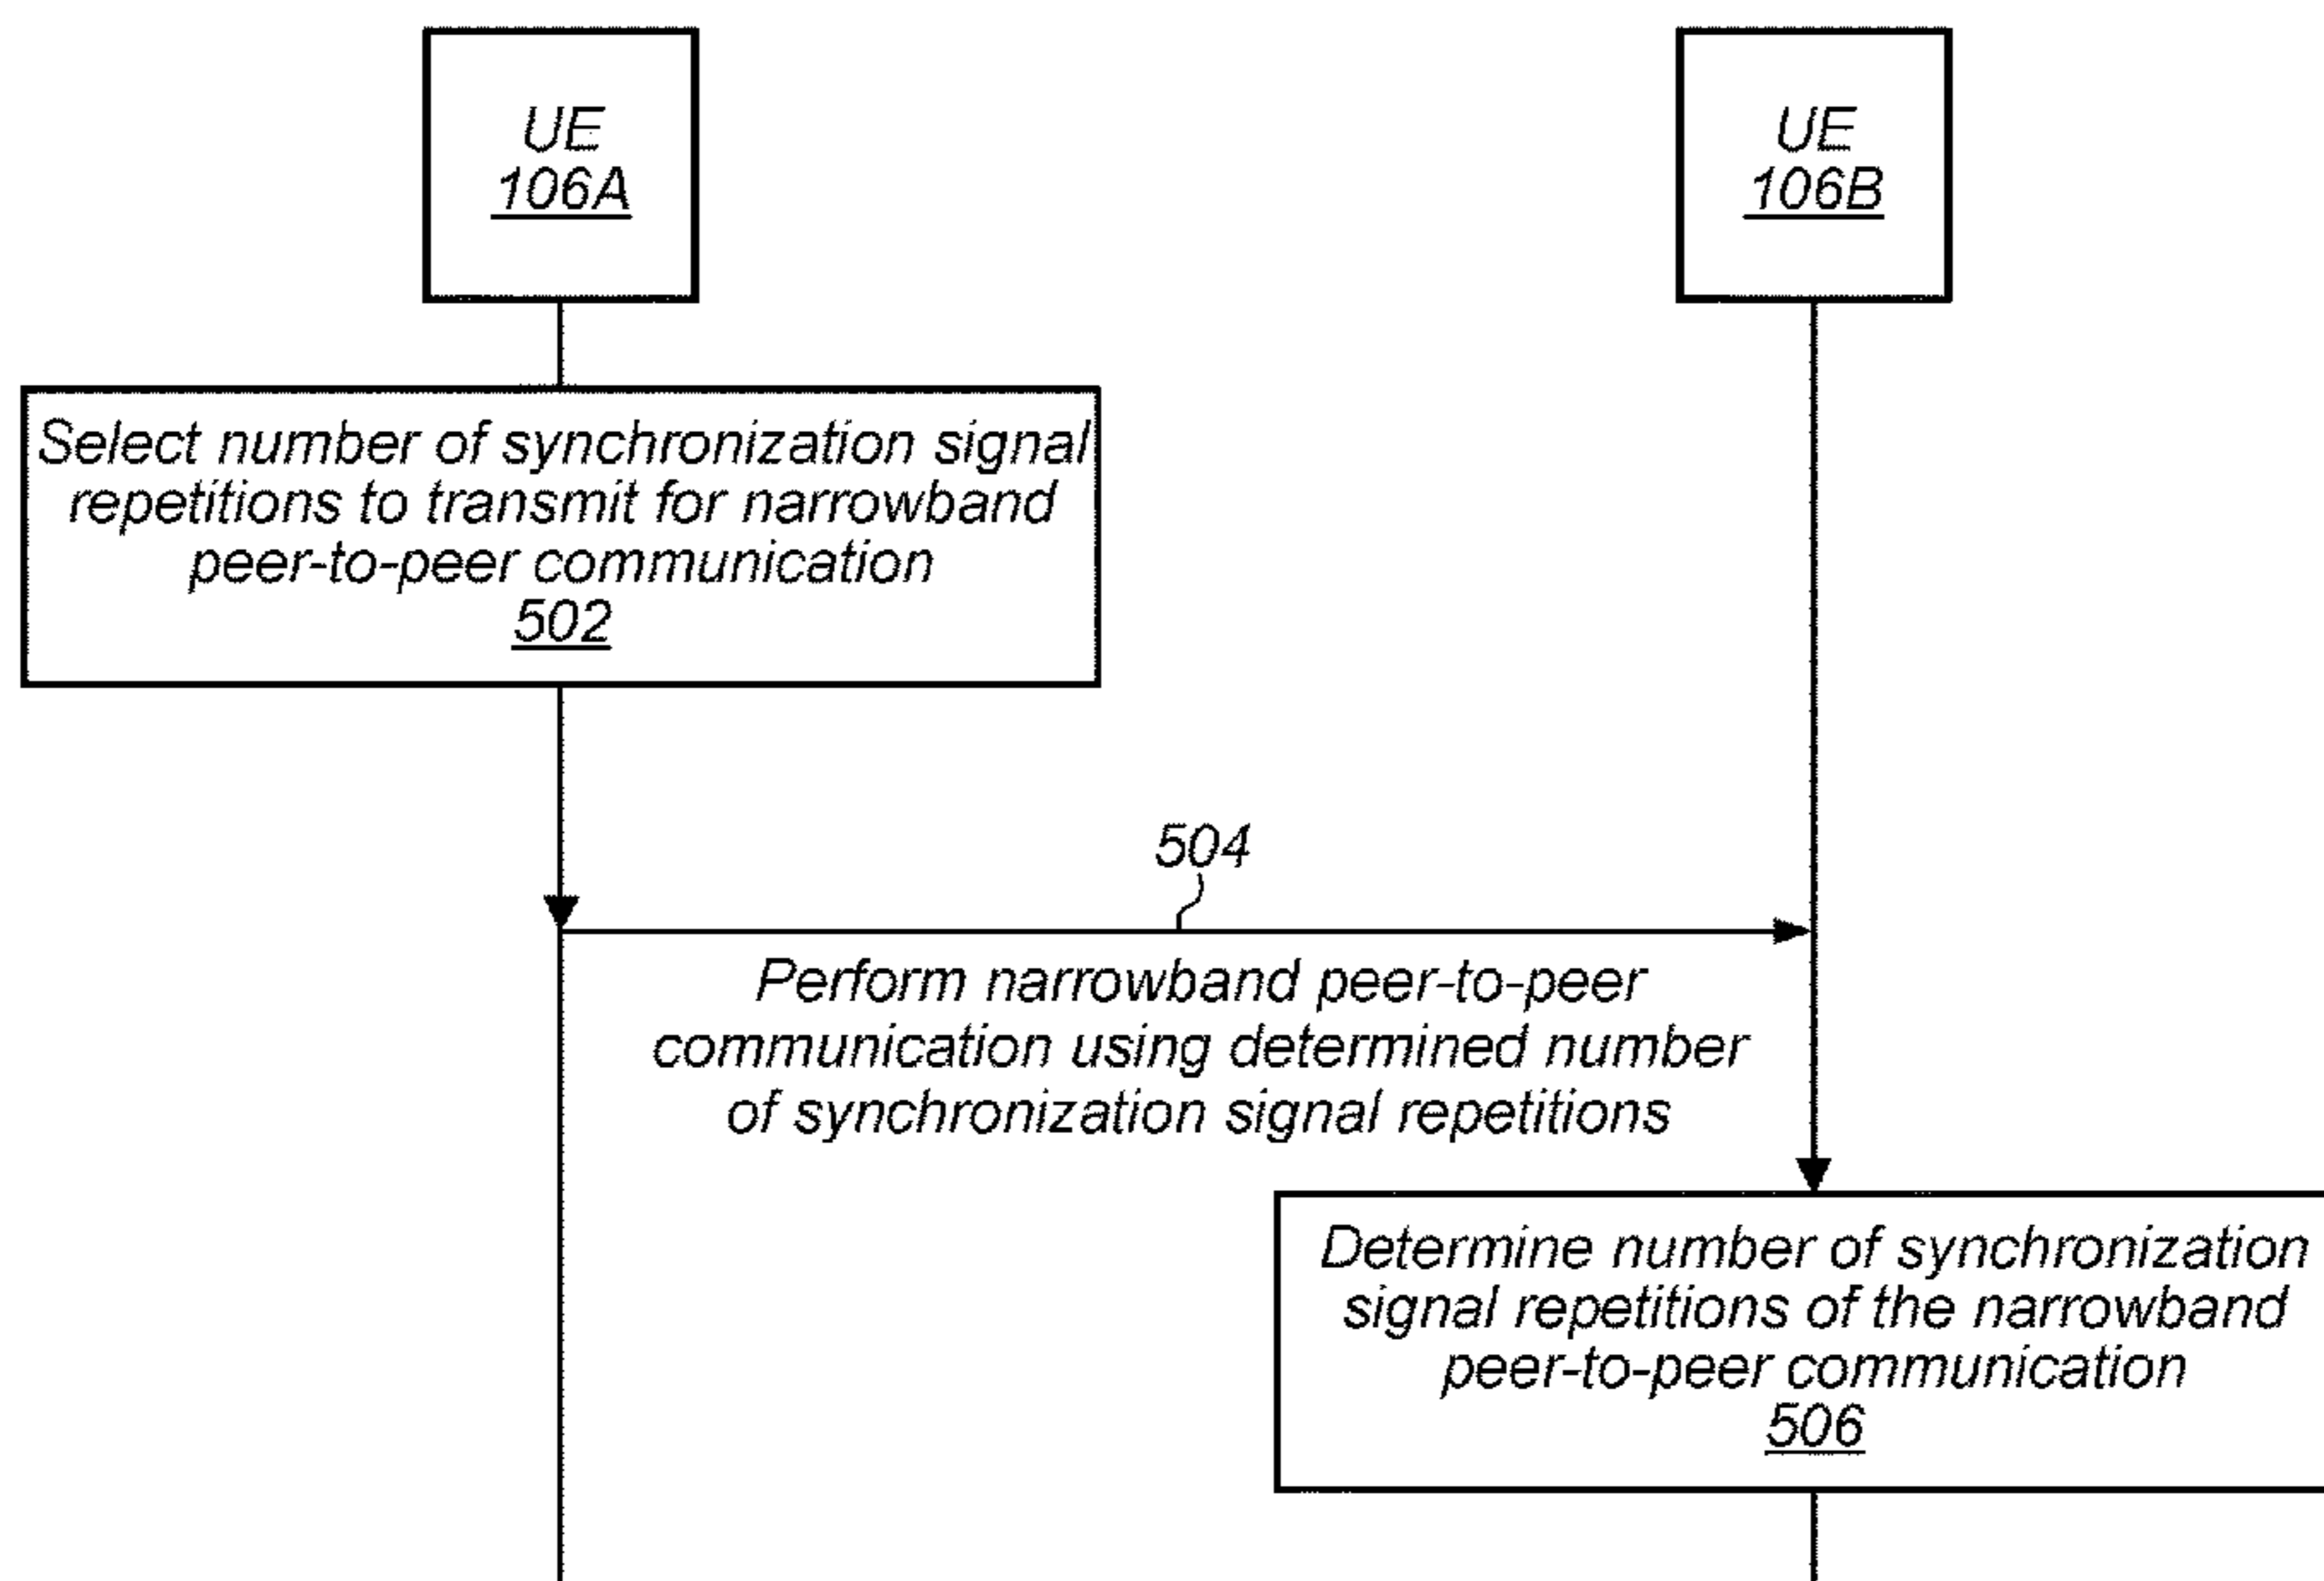 UE
106A
UE
106B
Select number of synchronization signal
repetitions to transmit for narrowband
peer-to-peer communication
502
504
Perform narrowband peer-to-peer
communication using determined number
of synchronization signal repetitions
Determine number of synchronization
signal repetitions of the narrowband
peer-to-peer communication
506